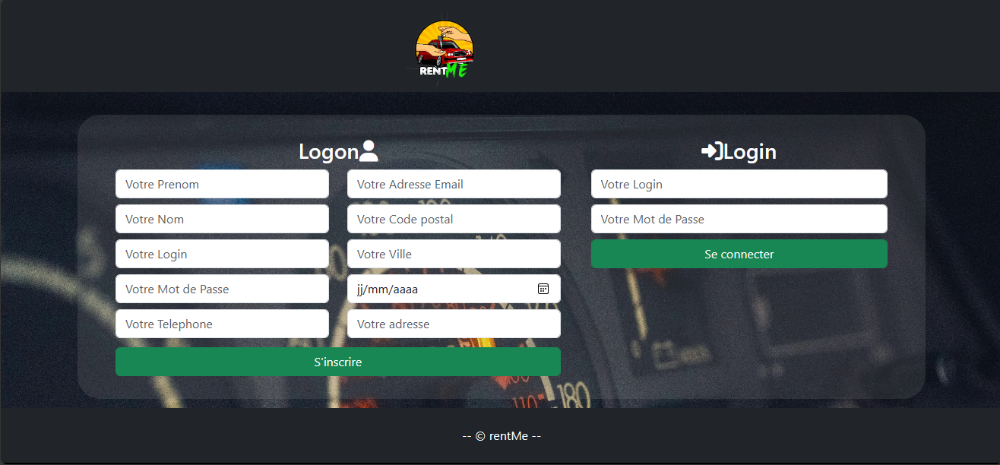 RENTME
Logon
Votre Prenom
Votre Adresse Email
Votre Nom
Votre Code postal
Votre Login
Votre Ville
Votre Mot de Passe
jj/mm/aaaa
Votre Telephone
Votre adresse
S'inscrire
Login
Votre Login
Votre Mot de Passe
Se connecter
110
180
-- © rentMe --